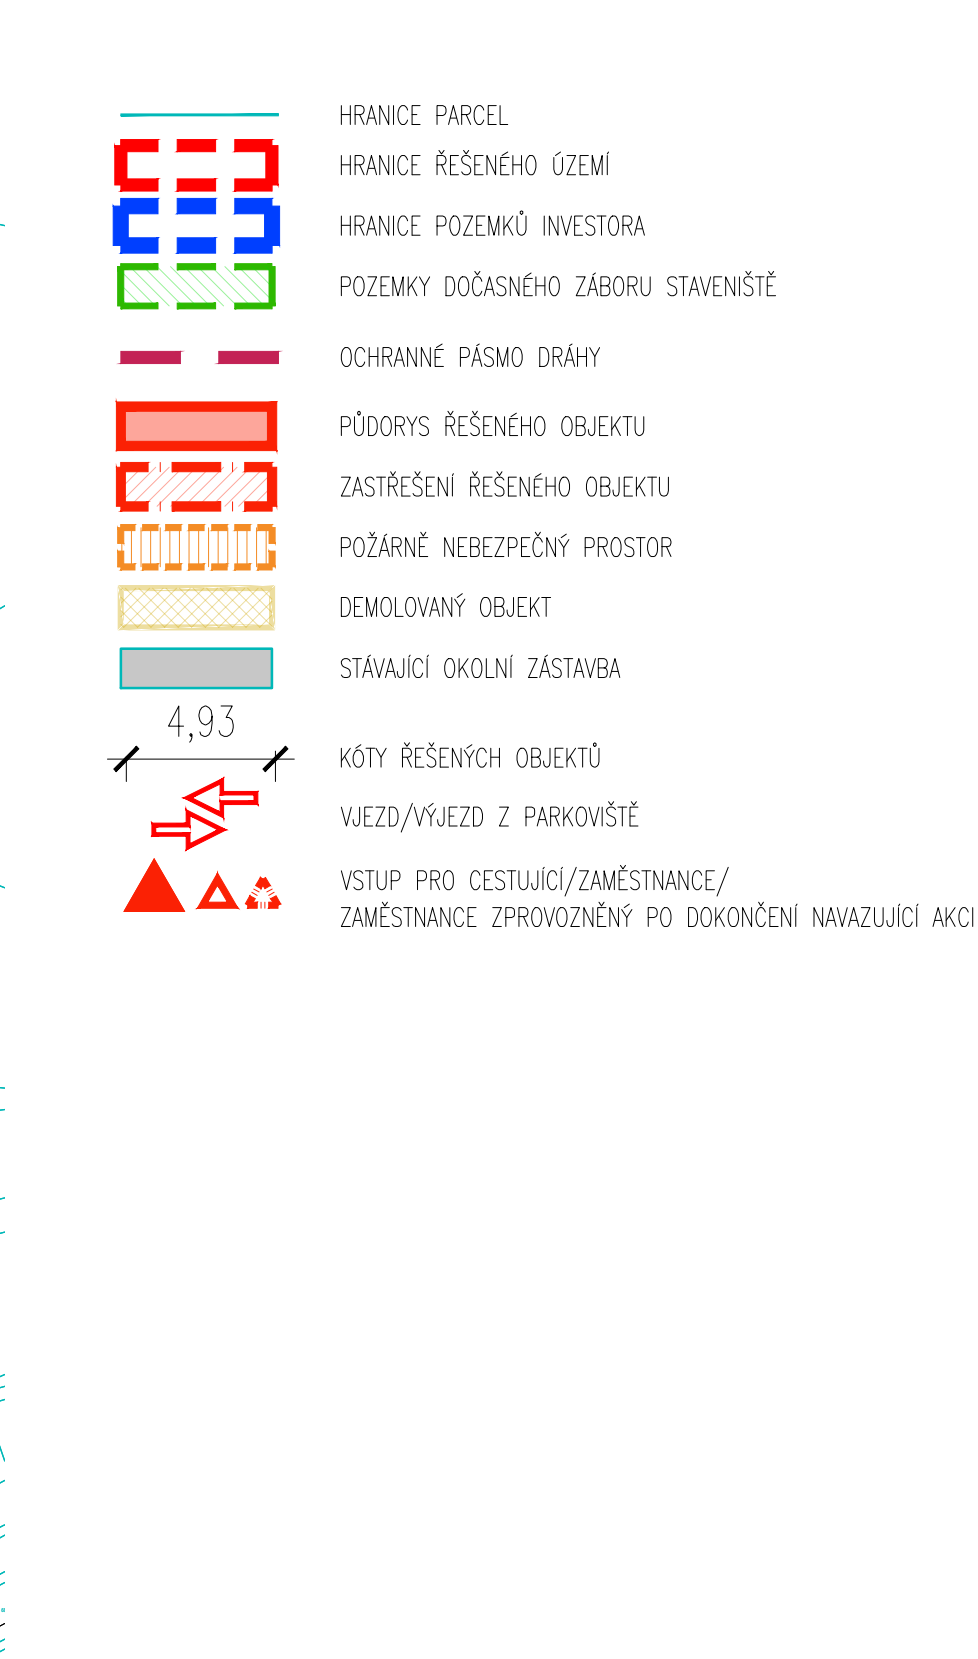 HRANICE PARCEL
HRANICE ŘEŠENÉHO ÚZEMÍ
HRANICE POZEMKŮ INVESTORA
POZEMKY DOČASNÉHO ZÁBORU STAVENIŠTĚ
OCHRANNÉ PÁSMO DRÁHY
PŮDORYS ŘEŠENÉHO OBJEKTU
ZASTŘEŠENÍ ŘEŠENÉHO OBJEKTU
POŽÁRNĚ NEBEZPEČNÝ PROSTOR
DEMOLOVANÝ OBJEKT
STÁVAJÍCÍ OKOLNÍ ZÁSTAVBA
4,93
KÓTY ŘEŠENÝCH OBJEKTŮ
VJEZD/VÝJEZD Z PARKOVIŠTĚ
VSTUP PRO CESTUJÍCÍ/ZAMĚSTNANCE/
ZAMĚSTNANCE ZPROVOZNĚNÝ PO DOKONČENÍ NAVAZUJÍCÍ AKCI